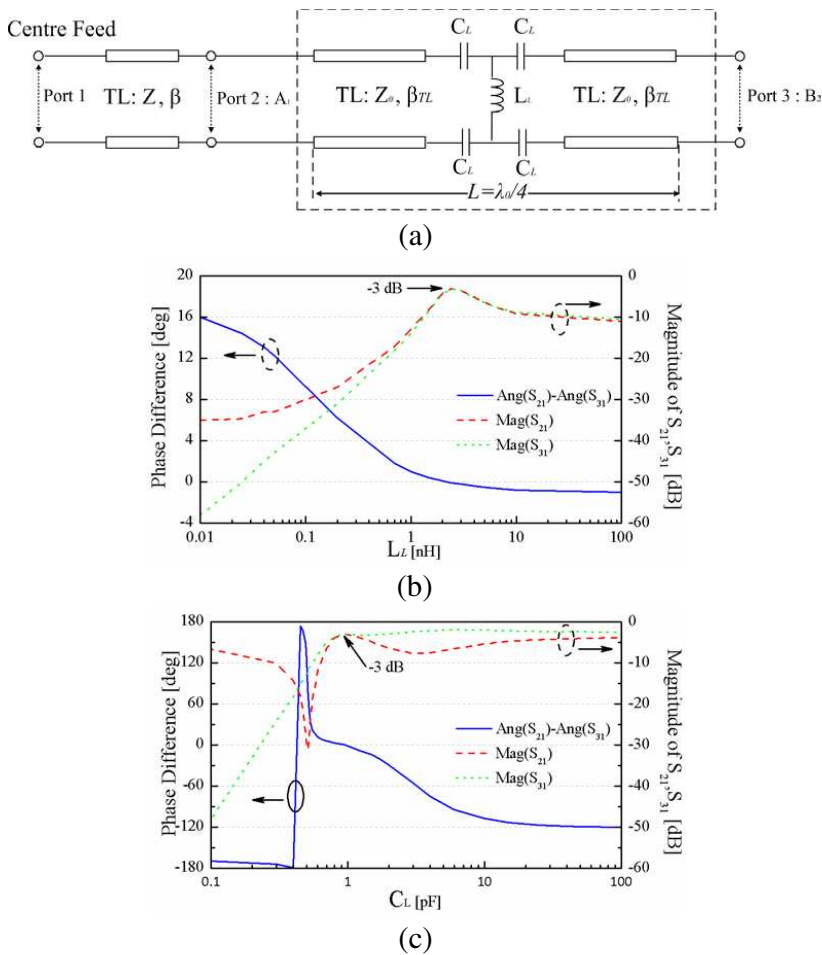 Centre Feed
C_L C_L
Port 1 TL: Z, β Port 2 : A₁ TL: Z₀, β_TL L_L TL: Z₀, β_TL Port 3 : B₂
C_L C_L
L=λ₀/4
(a)
Phase Difference [deg]
20
16
12
8
4
0
-4
-3 dB
Ang(S₂₁)-Ang(S₃₁)
Mag(S₂₁)
Mag(S₃₁)
0
-10
-20
-30
-40
-50
-60
Magnitude of S₂₁,S₃₁ [dB]
0.01 0.1 1 10 100
L_L [nH]
(b)
Phase Difference [deg]
180
120
60
0
-60
-120
-180
-3 dB
Ang(S₂₁)-Ang(S₃₁)
Mag(S₂₁)
Mag(S₃₁)
0
-10
-20
-30
-40
-50
-60
Magnitude of S₂₁,S₃₁ [dB]
0.1 1 10 100
C_L [pF]
(c)